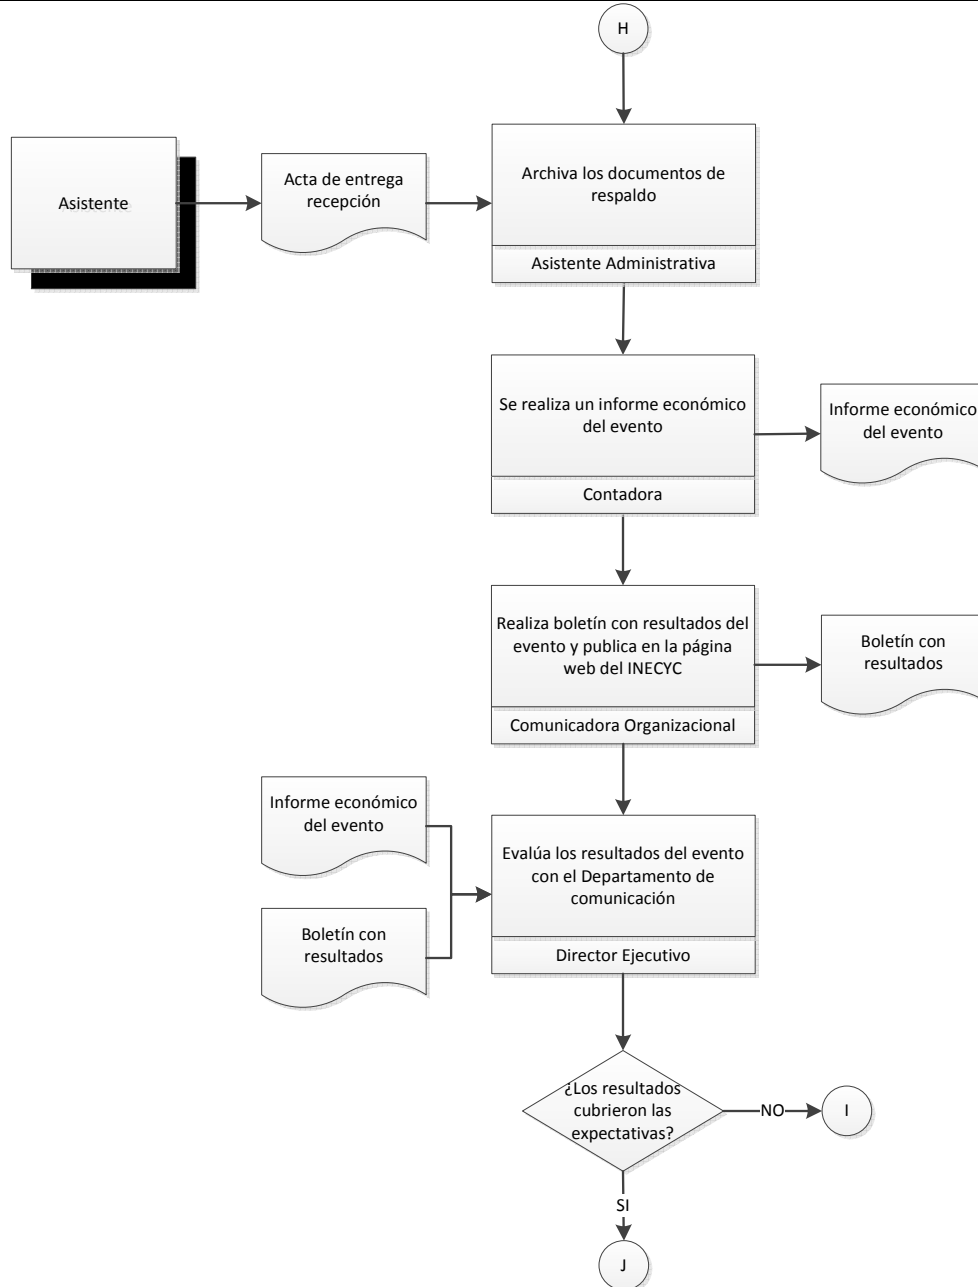 H
Asistente
Acta de entrega
recepción
Archiva los documentos de
respaldo
Asistente Administrativa
Se realiza un informe económico
del evento
Contadora
Informe económico
del evento
Realiza boletín con resultados del
evento y publica en la página
web del INECYC
Comunicadora Organizacional
Boletín con
resultados
Informe económico
del evento
Boletín con
resultados
Evalúa los resultados del evento
con el Departamento de
comunicación
Director Ejecutivo
¿Los resultados
cubrieron las
expectativas?
NO
I
SI
J